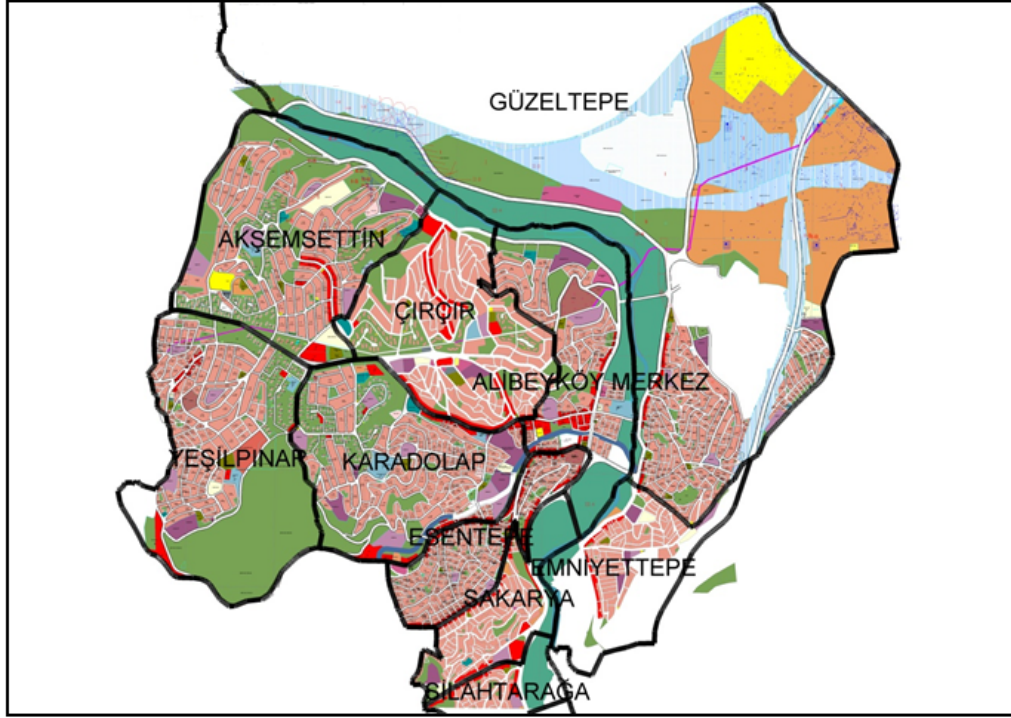 GÜZELTEPE
AKŞEMSETTİN
ÇIRÇIR
ALİBEYKÖY MERKEZ
YEŞİLPINAR
KARADOLAP
ESENTEPE
EMNİYETTEPE
SAKARYA
SİLAHTARAĞA